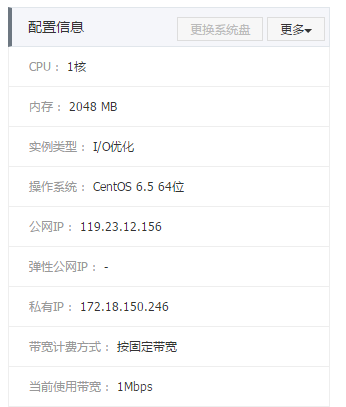 配置信息 更换系统盘 更多
CPU： 1核
内存： 2048 MB
实例类型： I/O优化
操作系统： CentOS 6.5 64位
公网IP： 119.23.12.156
弹性公网IP： -
私有IP： 172.18.150.246
带宽计费方式： 按固定带宽
当前使用带宽： 1Mbps